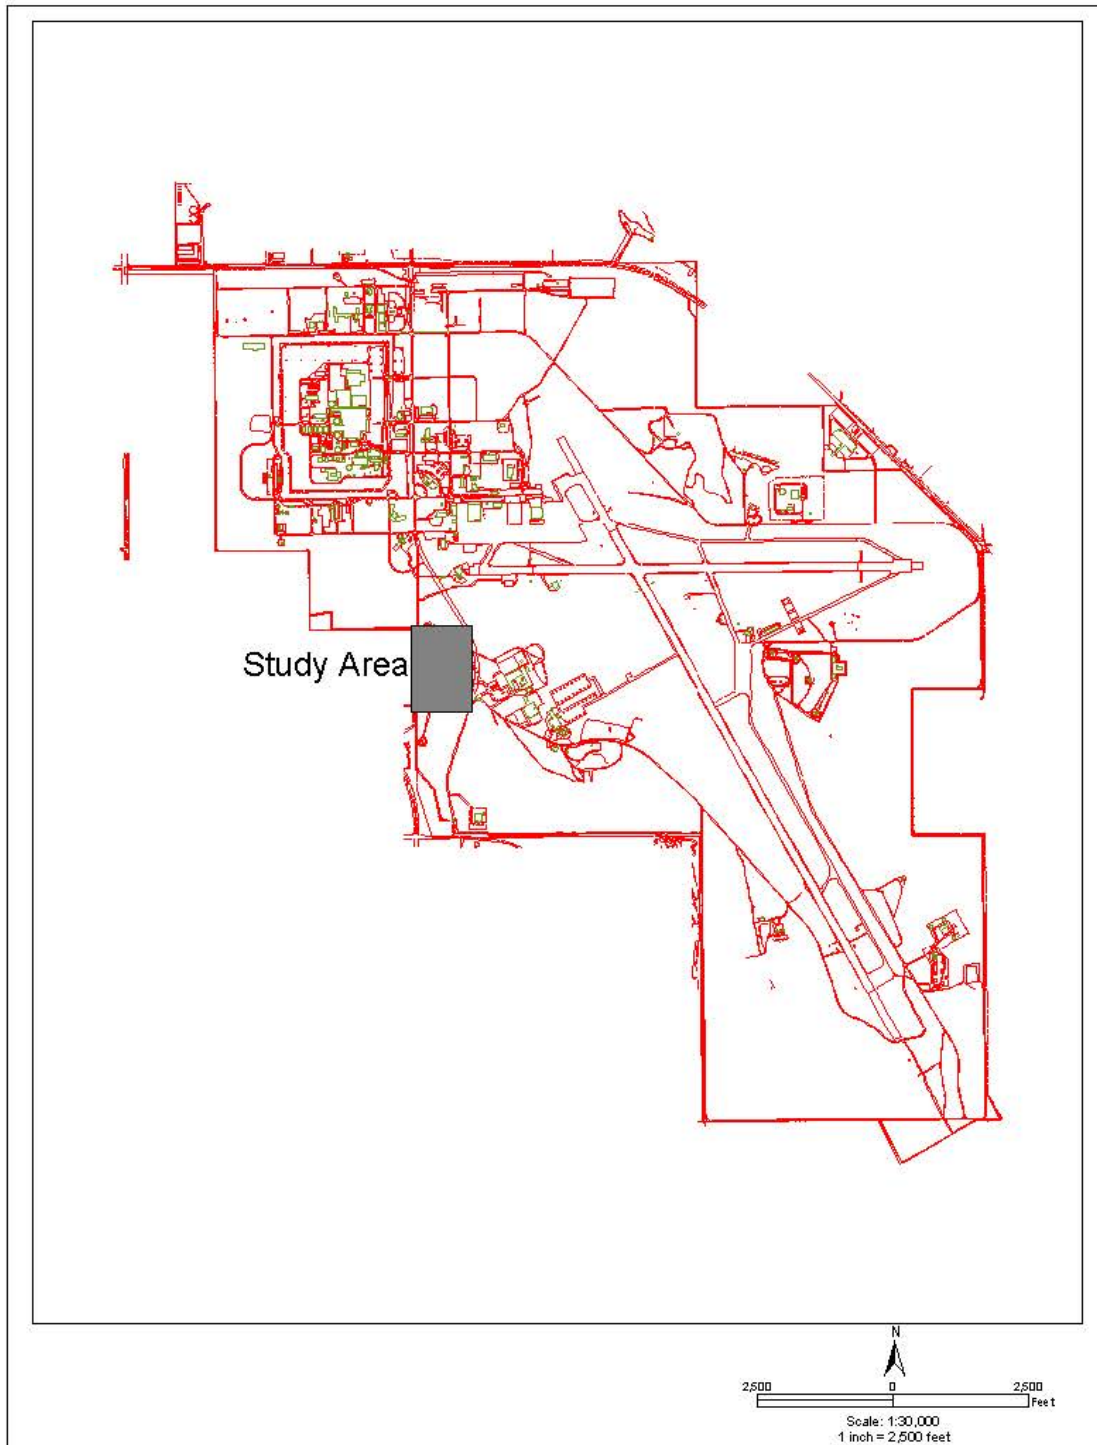 Study Area
N
2,500 0 2,500
Feet
Scale: 1:30,000
1 inch = 2,500 feet